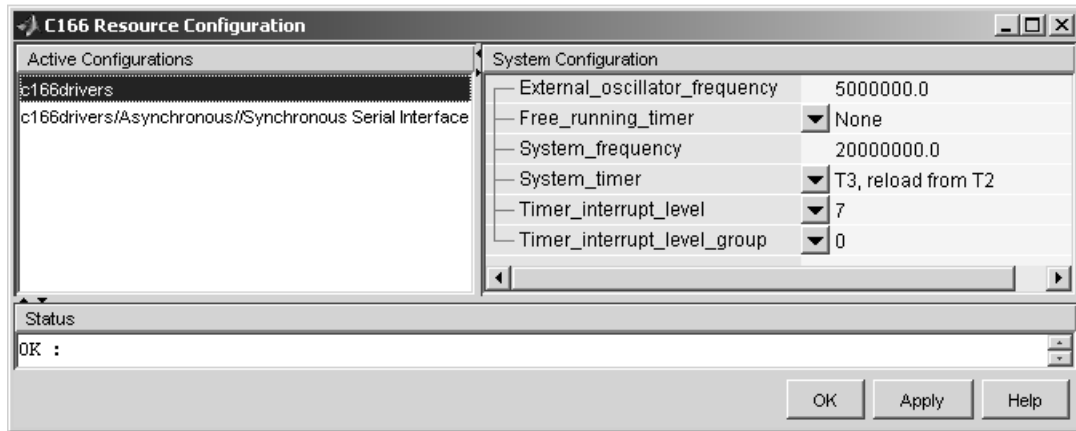 C166 Resource Configuration
Active Configurations
c166drivers
c166drivers/Asynchronous//Synchronous Serial Interface
System Configuration
External_oscillator_frequency 5000000.0
Free_running_timer None
System_frequency 20000000.0
System_timer T3, reload from T2
Timer_interrupt_level 7
Timer_interrupt_level_group 0
Status
OK :
OK Apply Help